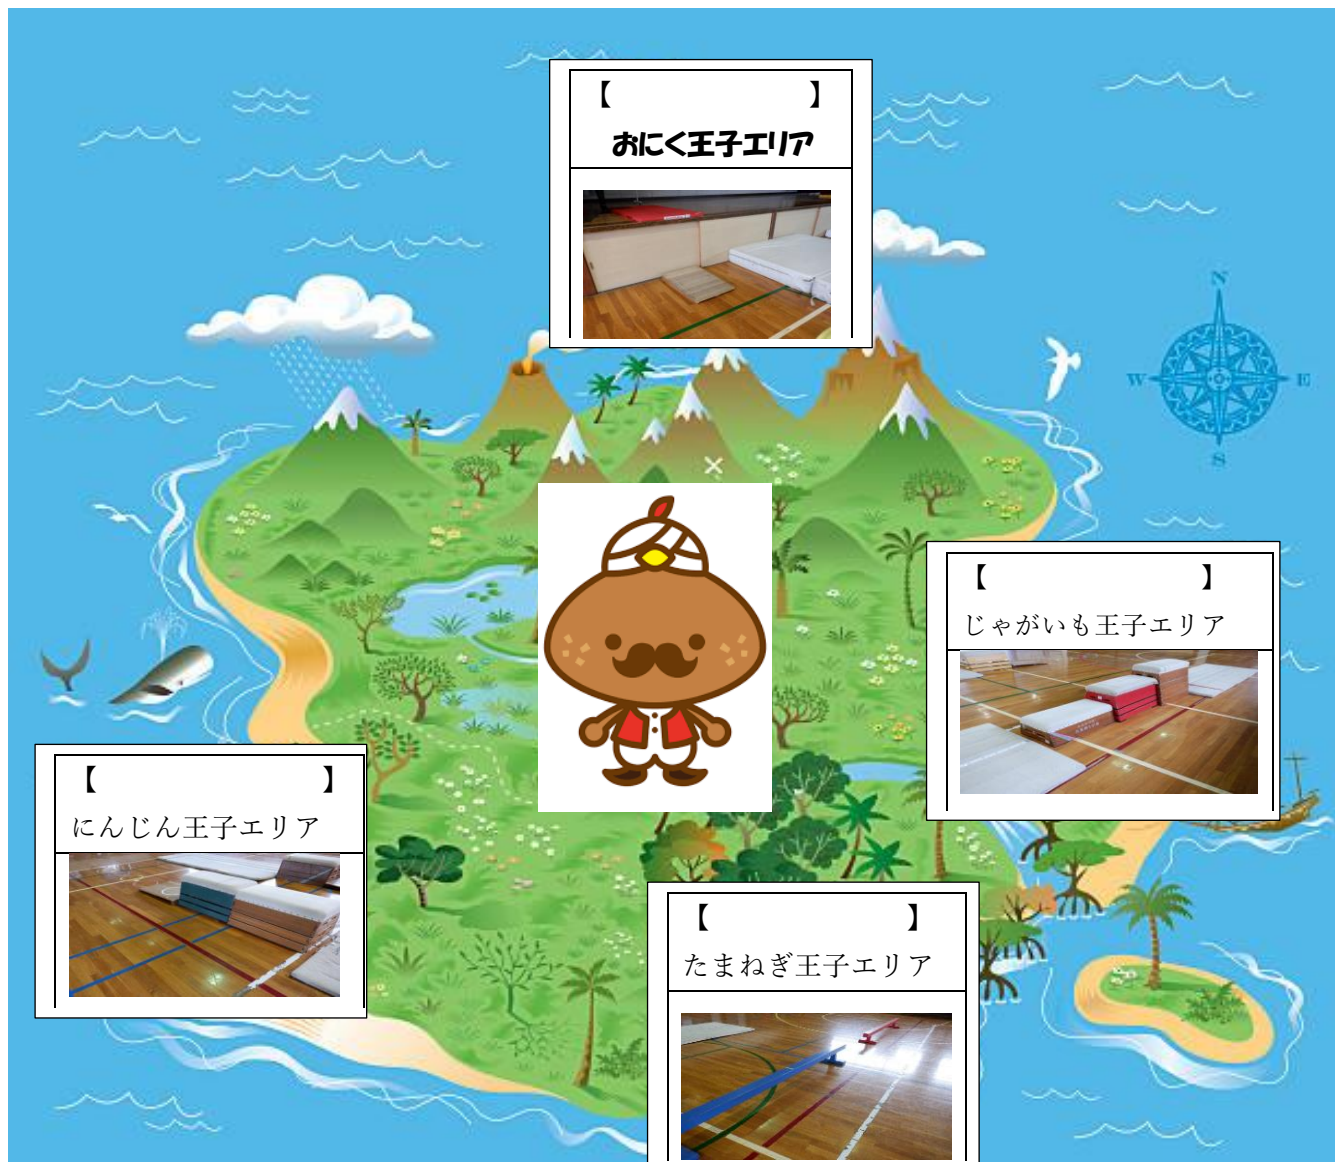 【　　　　　　　】
おにく王子エリア
N
W
E
S
【　　　　　　　】
じゃがいも王子エリア
【　　　　　　　】
にんじん王子エリア
【　　　　　　　】
たまねぎ王子エリア